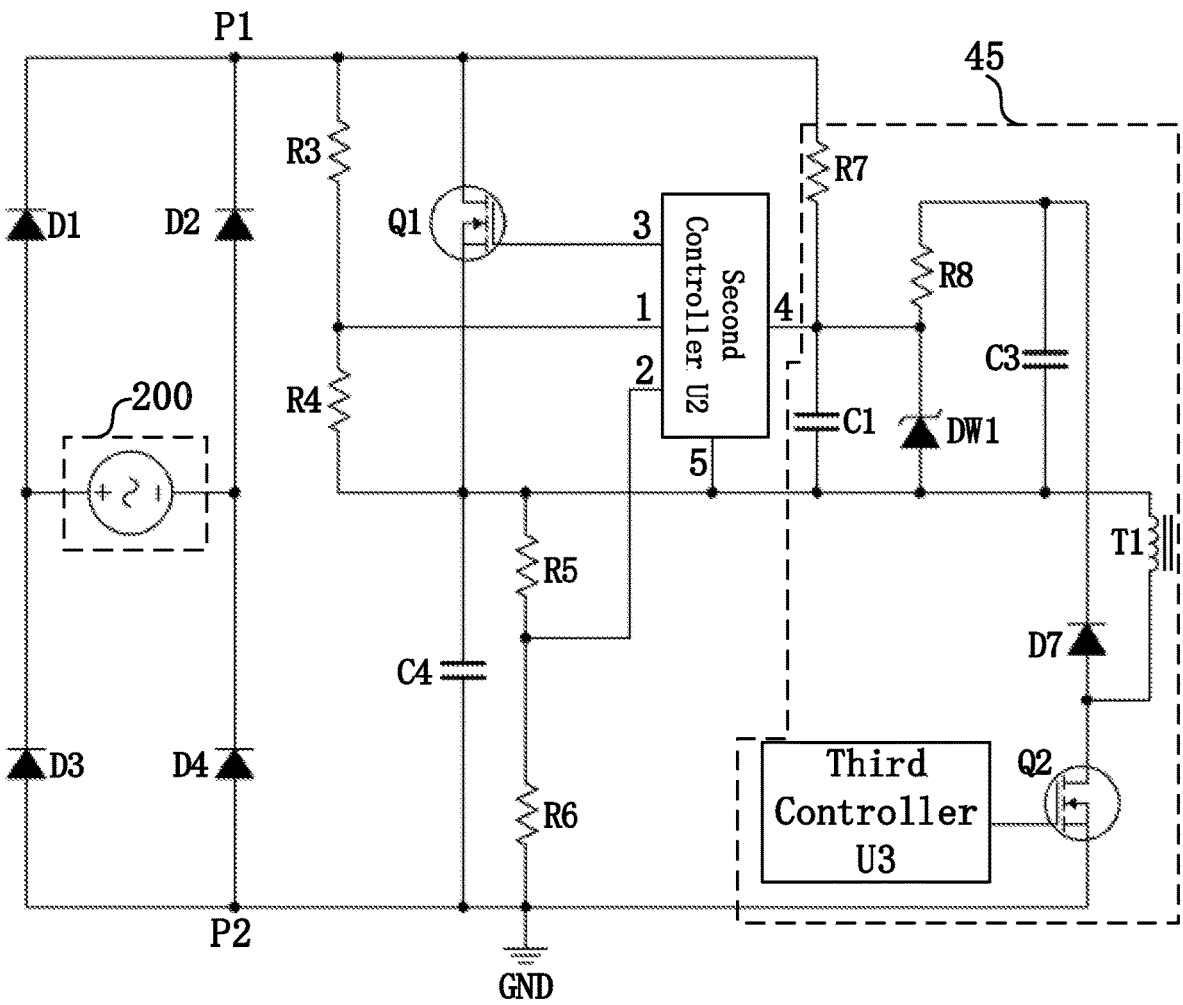 P1
45
R3
R7
D1
D2
Q1
3
Second
Controller U2
R8
1
4
C3
2
R4
200
C1
DW1
5
+
-
T1
R5
D7
C4
D3
D4
Q2
Third
Controller
U3
R6
P2
GND